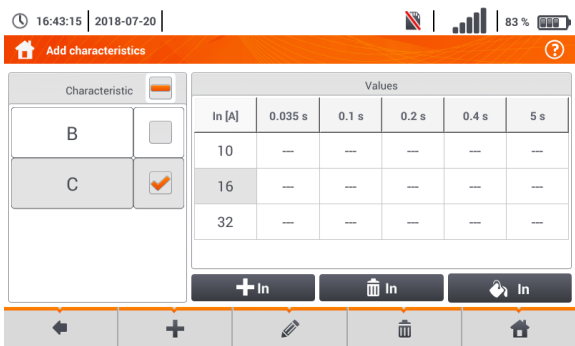 16:43:15 2018-07-20 83 %
Add characteristics ?
Characteristic Values
In [A] 0.035 s 0.1 s 0.2 s 0.4 s 5 s
B
10 --- --- --- --- ---
C
16 --- --- --- --- ---
32 --- --- --- --- ---
+In In In